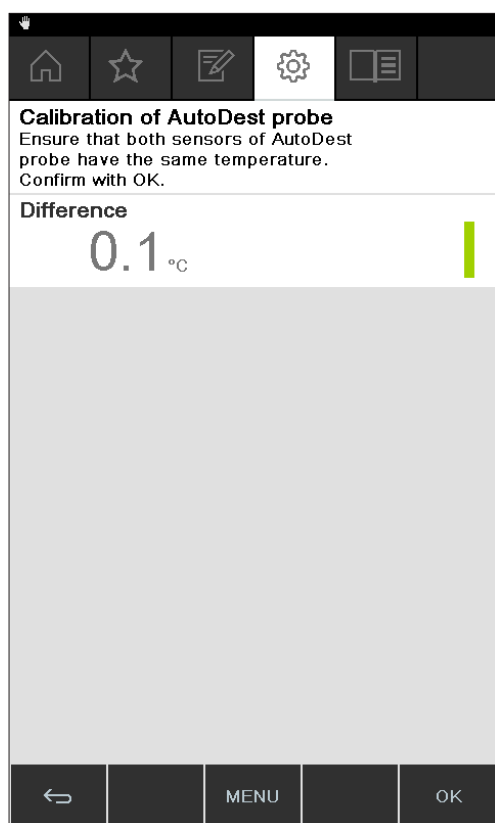 Calibration of AutoDest probe
Ensure that both sensors of AutoDest
probe have the same temperature.
Confirm with OK.
Difference
0.1 °C
MENU
OK